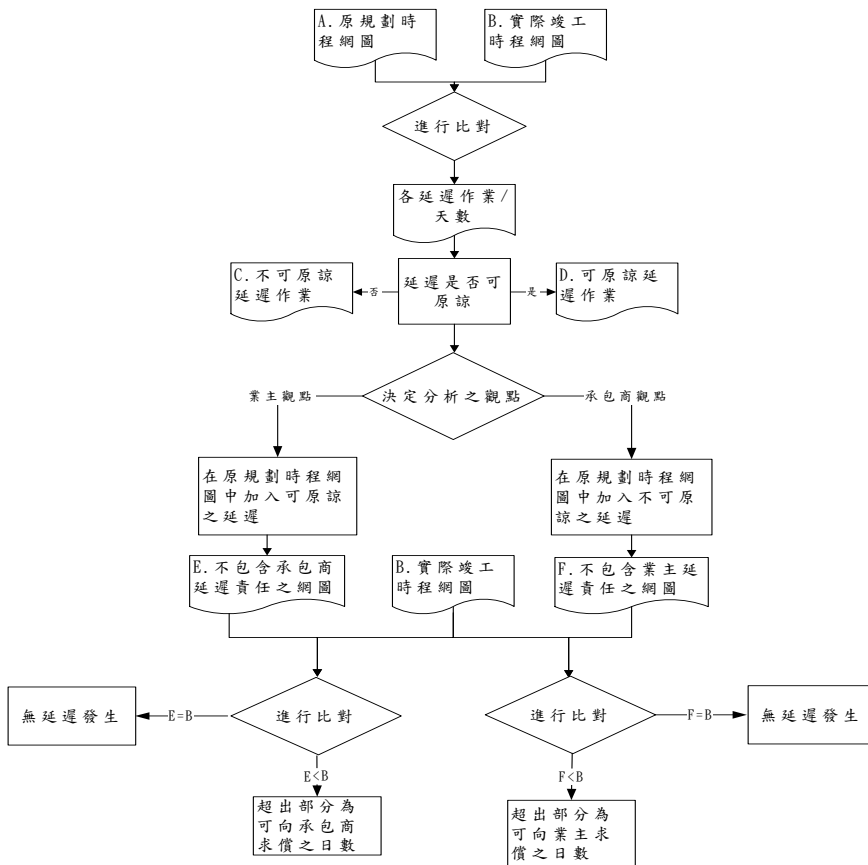 A.原規劃時
程網圖
B.實際竣工
時程網圖
進行比對
各延遲作業/
天數
C.不可原諒
延遲作業
否
延遲是否可
原諒
是
D.可原諒延
遲作業
業主觀點
決定分析之觀點
承包商觀點
在原規劃時程網
圖中加入可原諒
之延遲
在原規劃時程網
圖中加入不可原
諒之延遲
E.不包含承包商
延遲責任之網圖
B.實際竣工
時程網圖
F.不包含業主延
遲責任之網圖
無延遲發生
E=B
進行比對
進行比對
F=B
無延遲發生
E<B
F<B
超出部分為
可向承包商
求償之日數
超出部分為
可向業主求
償之日數